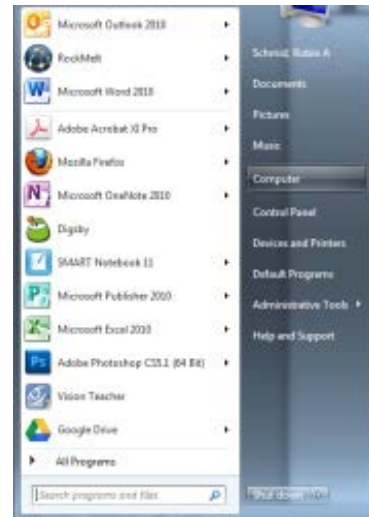 Microsoft Outlook 2010
RockMelt
Microsoft Word 2010
Adobe Acrobat XI Pro
Mozilla Firefox
Microsoft OneNote 2010
Digsby
SMART Notebook 11
Microsoft Publisher 2010
Microsoft Excel 2010
Adobe Photoshop CS5.1 (64 Bit)
Vision Teacher
Google Drive
All Programs
Search programs and files
Schmid, Robin A
Documents
Pictures
Music
Computer
Control Panel
Devices and Printers
Default Programs
Administrative Tools
Help and Support
Shut down